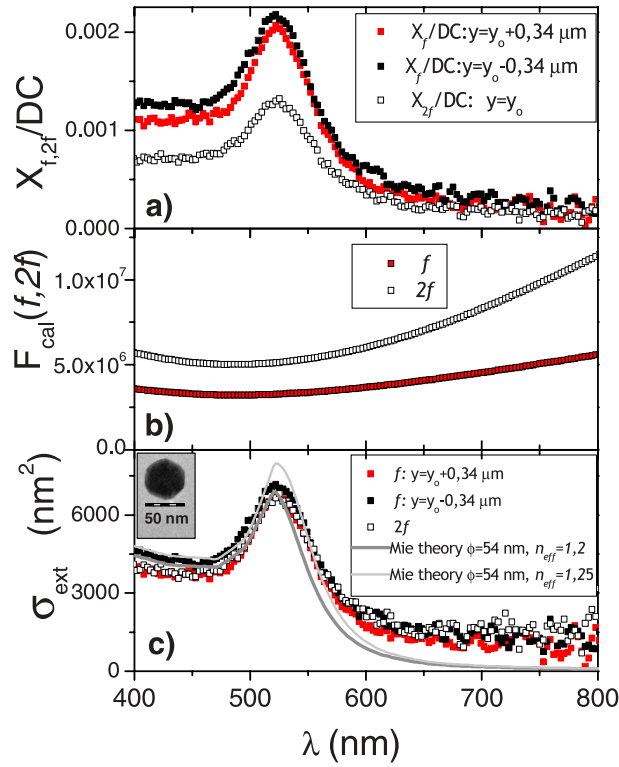 0.002
X_f/DC:y=y_o+0,34 μm
X_f/DC:y=y_o-0,34 μm
X_2f/DC: y=y_o
0.001
X_f,2f/DC
0.000
a)
1.0x10^7
f
2f
F_cal(f,2f)
5.0x10^6
0.0
b)
50 nm
f: y=y_o+0,34 μm
f: y=y_o-0,34 μm
2f
Mie theory ϕ=54 nm, n_eff=1,2
Mie theory ϕ=54 nm, n_eff=1,25
6000
3000
0
σ_ext (nm^2)
c)
400 500 600 700 800
λ (nm)